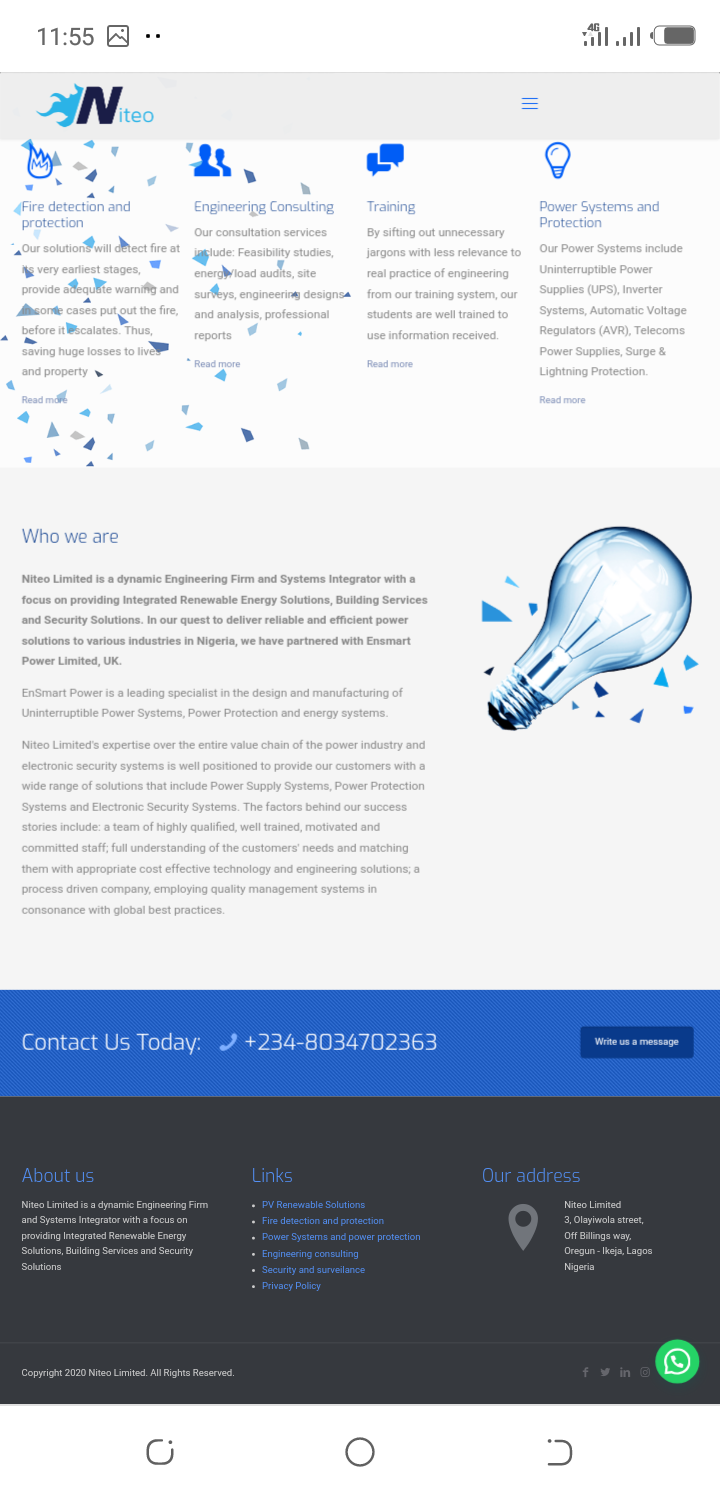 11:55
4G
Niteo
Fire detection and
protection
Our solutions will detect fire at
its very earliest stages,
provide adequate warning and
in some cases put out the fire,
before it escalates. Thus,
saving huge losses to lives
and property
Read more
Engineering Consulting
Our consultation services
include: Feasibility studies,
energy/load audits, site
surveys, engineering designs
and analysis, professional
reports
Read more
Training
By sifting out unnecessary
jargons with less relevance to
real practice of engineering
from our training system, our
students are well trained to
use information received.
Read more
Power Systems and
Protection
Our Power Systems include
Uninterruptible Power
Supplies (UPS), Inverter
Systems, Automatic Voltage
Regulators (AVR), Telecoms
Power Supplies, Surge &
Lightning Protection.
Read more
Who we are
Niteo Limited is a dynamic Engineering Firm and Systems Integrator with a
focus on providing Integrated Renewable Energy Solutions, Building Services
and Security Solutions. In our quest to deliver reliable and efficient power
solutions to various industries in Nigeria, we have partnered with Ensmart
Power Limited, UK.
EnSmart Power is a leading specialist in the design and manufacturing of
Uninterruptible Power Systems, Power Protection and energy systems.
Niteo Limited's expertise over the entire value chain of the power industry and
electronic security systems is well positioned to provide our customers with a
wide range of solutions that include Power Supply Systems, Power Protection
Systems and Electronic Security Systems. The factors behind our success
stories include: a team of highly qualified, well trained, motivated and
committed staff; full understanding of the customers' needs and matching
them with appropriate cost effective technology and engineering solutions; a
process driven company, employing quality management systems in
consonance with global best practices.
Contact Us Today: +234-8034702363
Write us a message
About us
Niteo Limited is a dynamic Engineering Firm
and Systems Integrator with a focus on
providing Integrated Renewable Energy
Solutions, Building Services and Security
Solutions
Links
PV Renewable Solutions
Fire detection and protection
Power Systems and power protection
Engineering consulting
Security and surveilance
Privacy Policy
Our address
Niteo Limited
3, Olayiwola street,
Off Billings way,
Oregun - Ikeja, Lagos
Nigeria
Copyright 2020 Niteo Limited. All Rights Reserved.